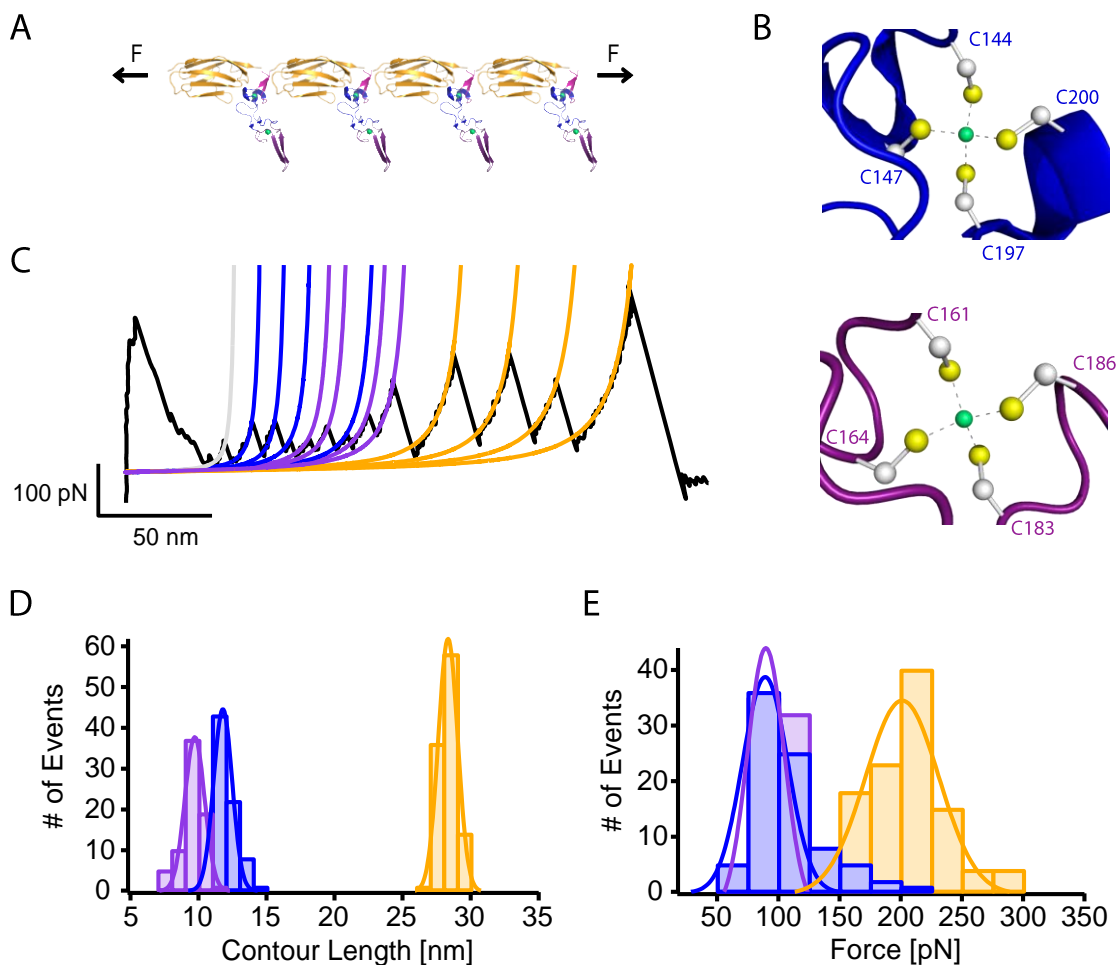 A
F
F
B
C144
C200
C147
C197
C
100 pN
50 nm
C161
C186
C164
C183
D
60
50
40
30
20
10
0
# of Events
5
10
15
20
25
30
35
Contour Length [nm]
E
40
30
20
10
0
# of Events
50
100
150
200
250
300
350
Force [pN]